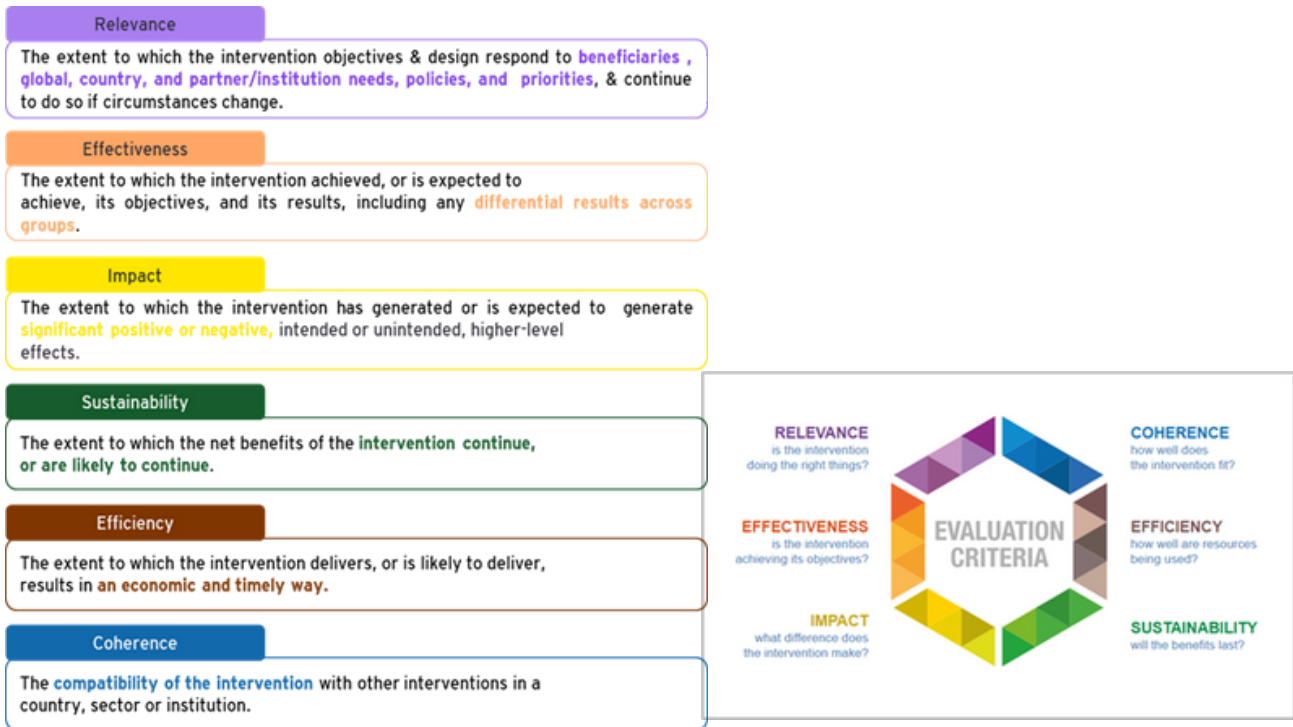 Relevance
The extent to which the intervention objectives & design respond to beneficiaries ,
global, country, and partner/institution needs, policies, and priorities, & continue
to do so if circumstances change.
Effectiveness
The extent to which the intervention achieved, or is expected to
achieve, its objectives, and its results, including any differential results across
groups.
Impact
The extent to which the intervention has generated or is expected to generate
significant positive or negative, intended or unintended, higher-level
effects.
Sustainability
The extent to which the net benefits of the intervention continue,
or are likely to continue.
Efficiency
The extent to which the intervention delivers, or is likely to deliver,
results in an economic and timely way.
Coherence
The compatibility of the intervention with other interventions in a
country, sector or institution.
RELEVANCE
is the intervention
doing the right things?
EFFECTIVENESS
is the intervention
achieving its objectives?
IMPACT
what difference does
the intervention make?
EVALUATION
CRITERIA
COHERENCE
how well does
the intervention fit?
EFFICIENCY
how well are resources
being used?
SUSTAINABILITY
will the benefits last?